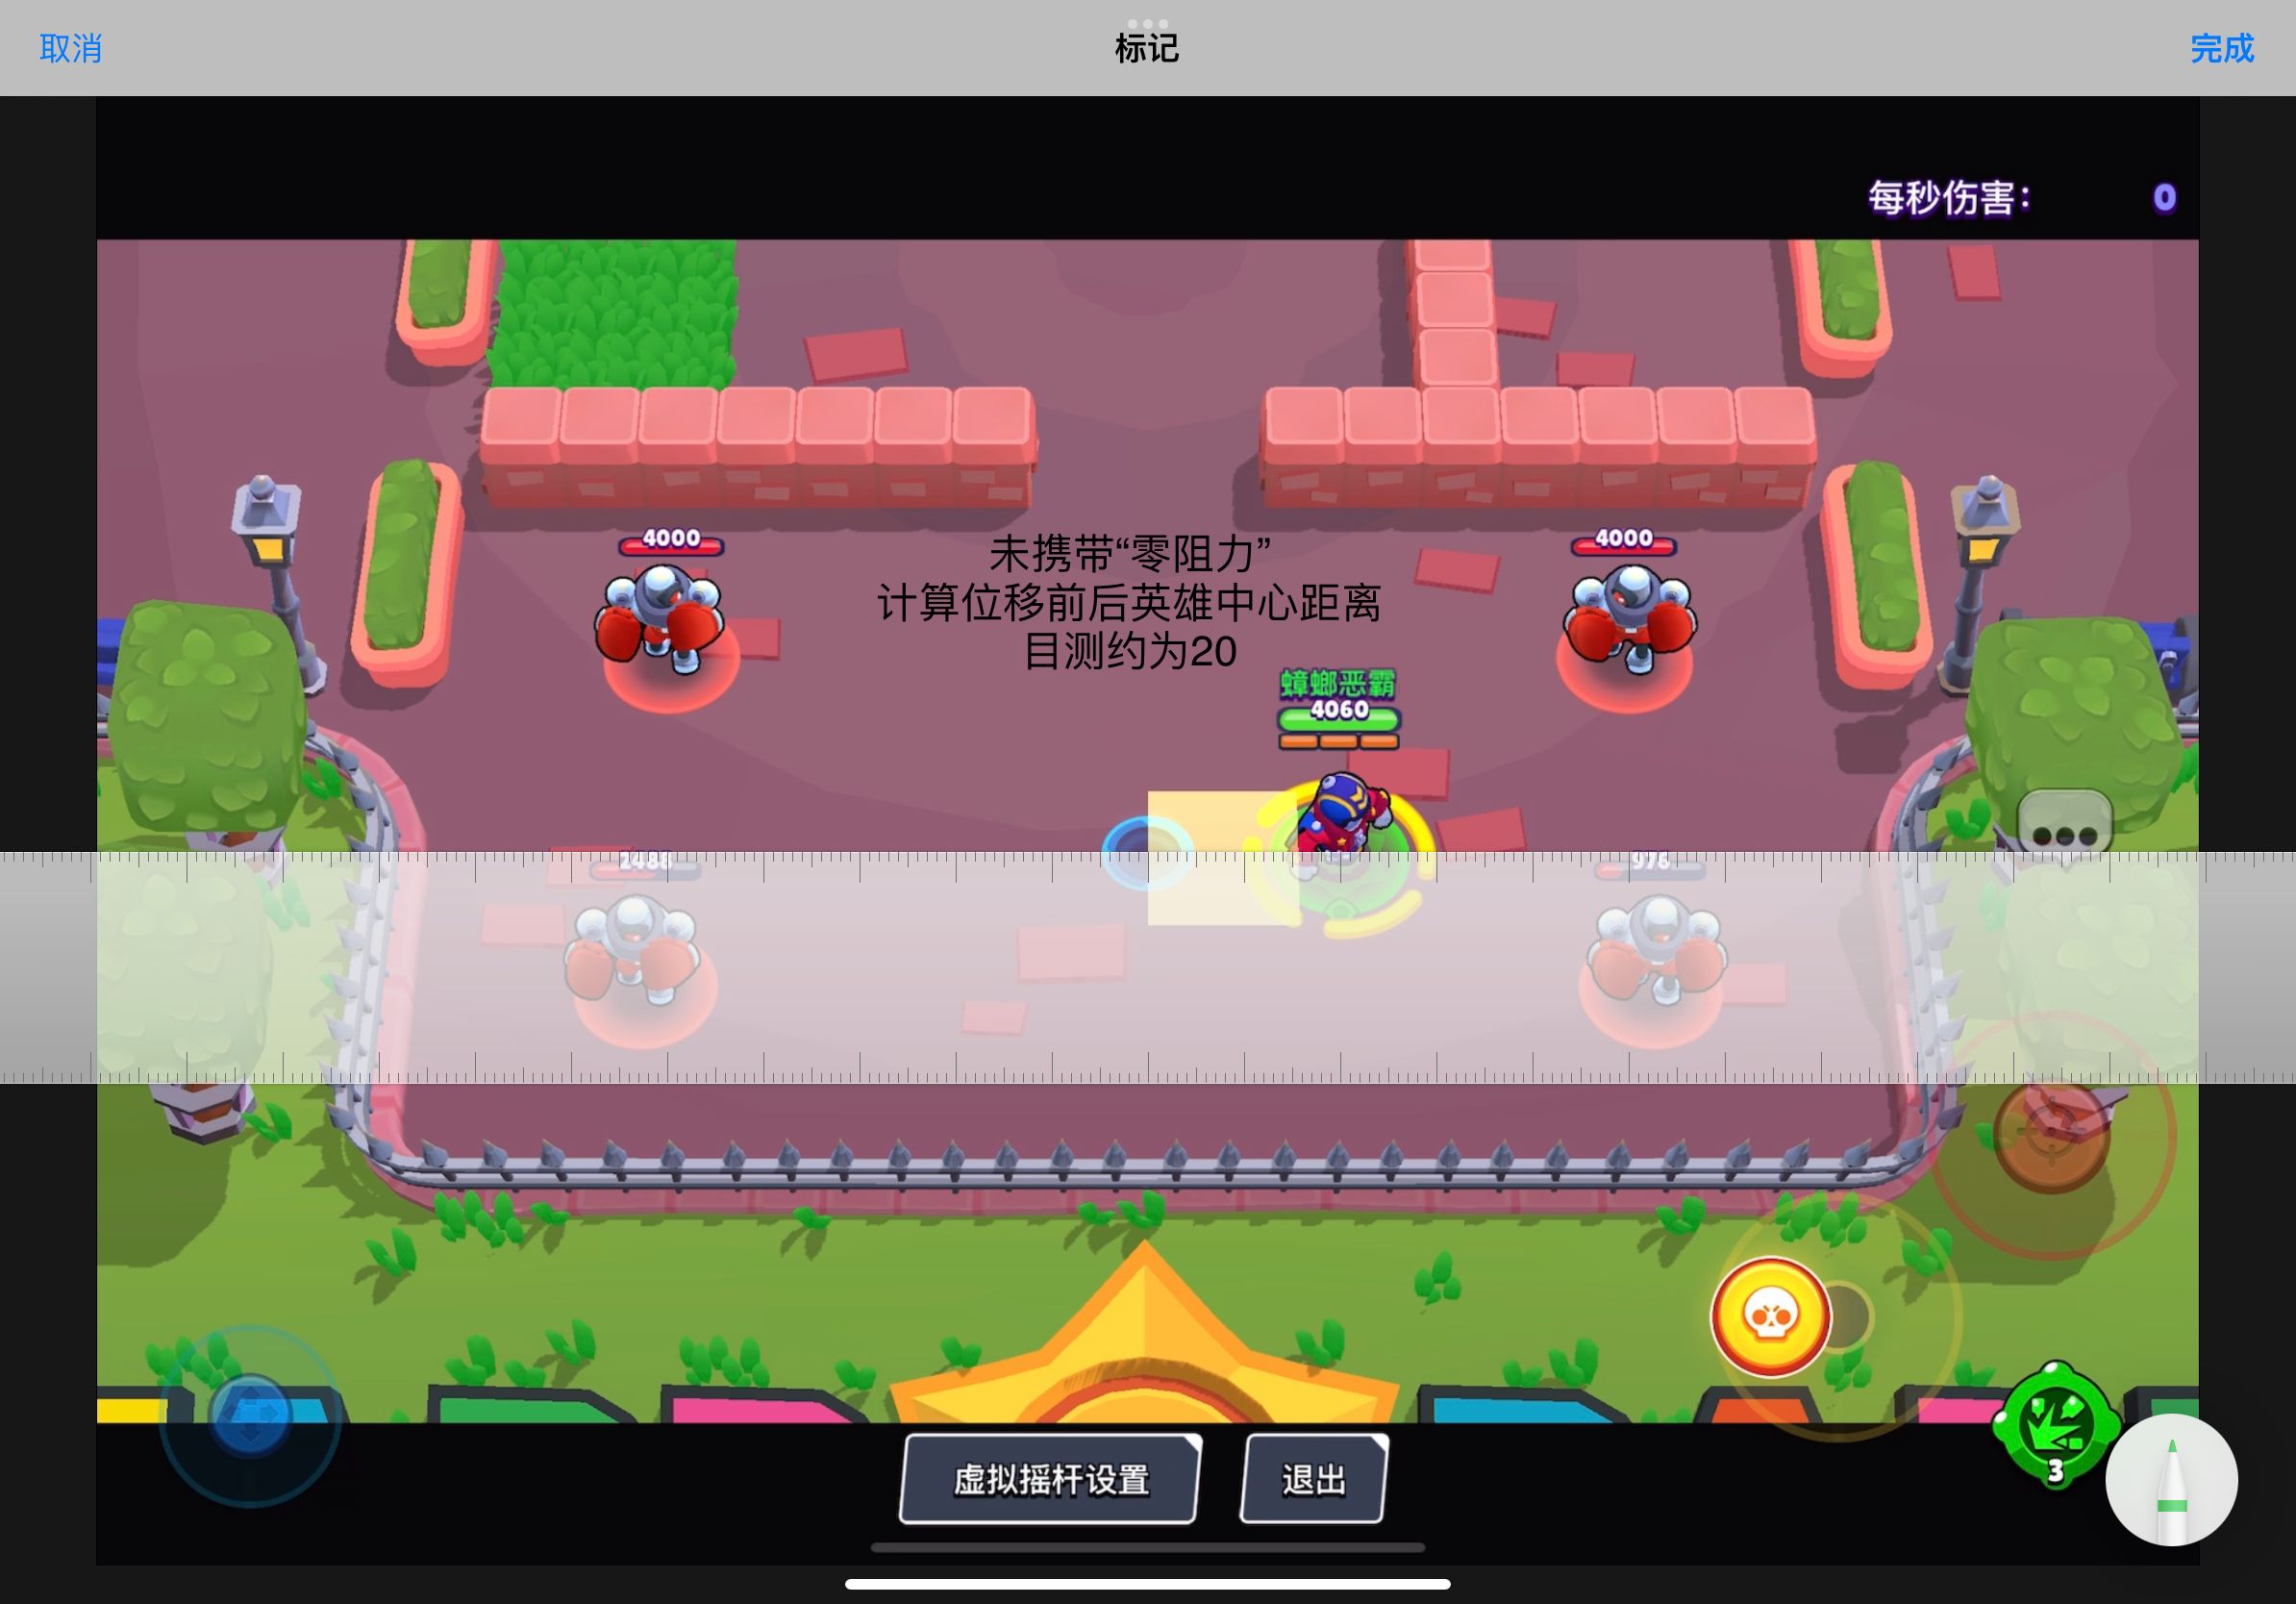 取消
标记
完成
每秒伤害：
0
4000
4000
未携带“零阻力”
计算位移前后英雄中心距离
目测约为20
蟑螂恶霸
4060
2488
976
虚拟摇杆设置
退出
3